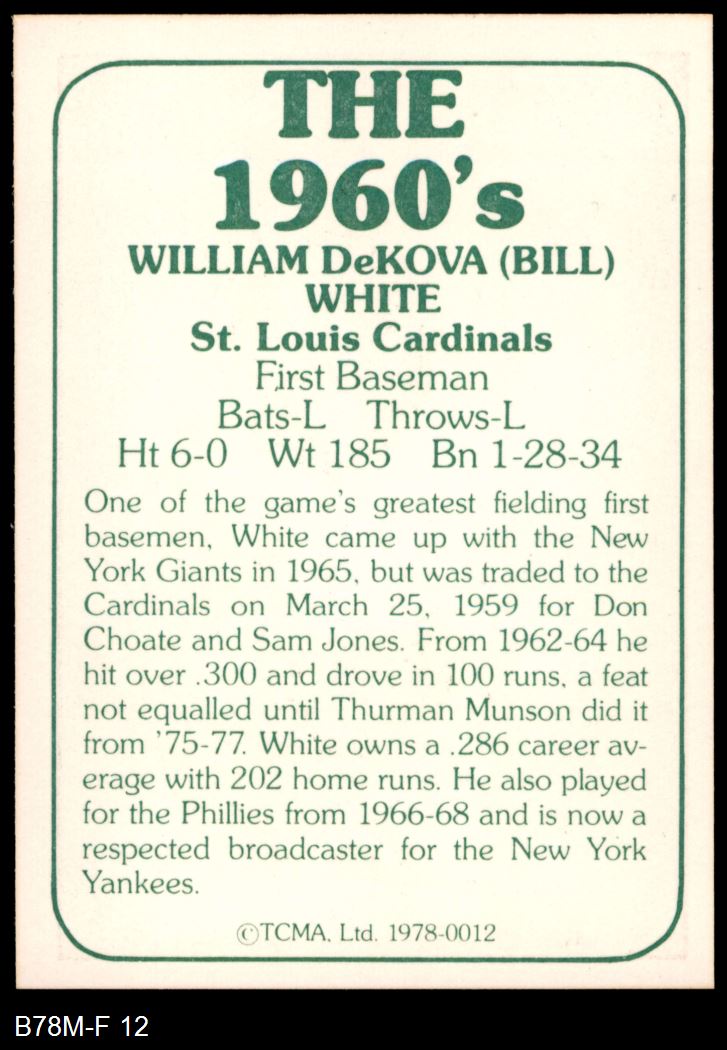 THE
1960's
WILLIAM DeKOVA (BILL)
WHITE
St. Louis Cardinals
First Baseman
Bats-L Throws-L
Ht 6-0 Wt 185 Bn 1-28-34
One of the game's greatest fielding first
basemen, White came up with the New
York Giants in 1965, but was traded to the
Cardinals on March 25, 1959 for Don
Choate and Sam Jones. From 1962-64 he
hit over .300 and drove in 100 runs, a feat
not equalled until Thurman Munson did it
from '75-77. White owns a .286 career av-
erage with 202 home runs. He also played
for the Phillies from 1966-68 and is now a
respected broadcaster for the New York
Yankees.
©TCMA, Ltd. 1978-0012
B78M-F 12